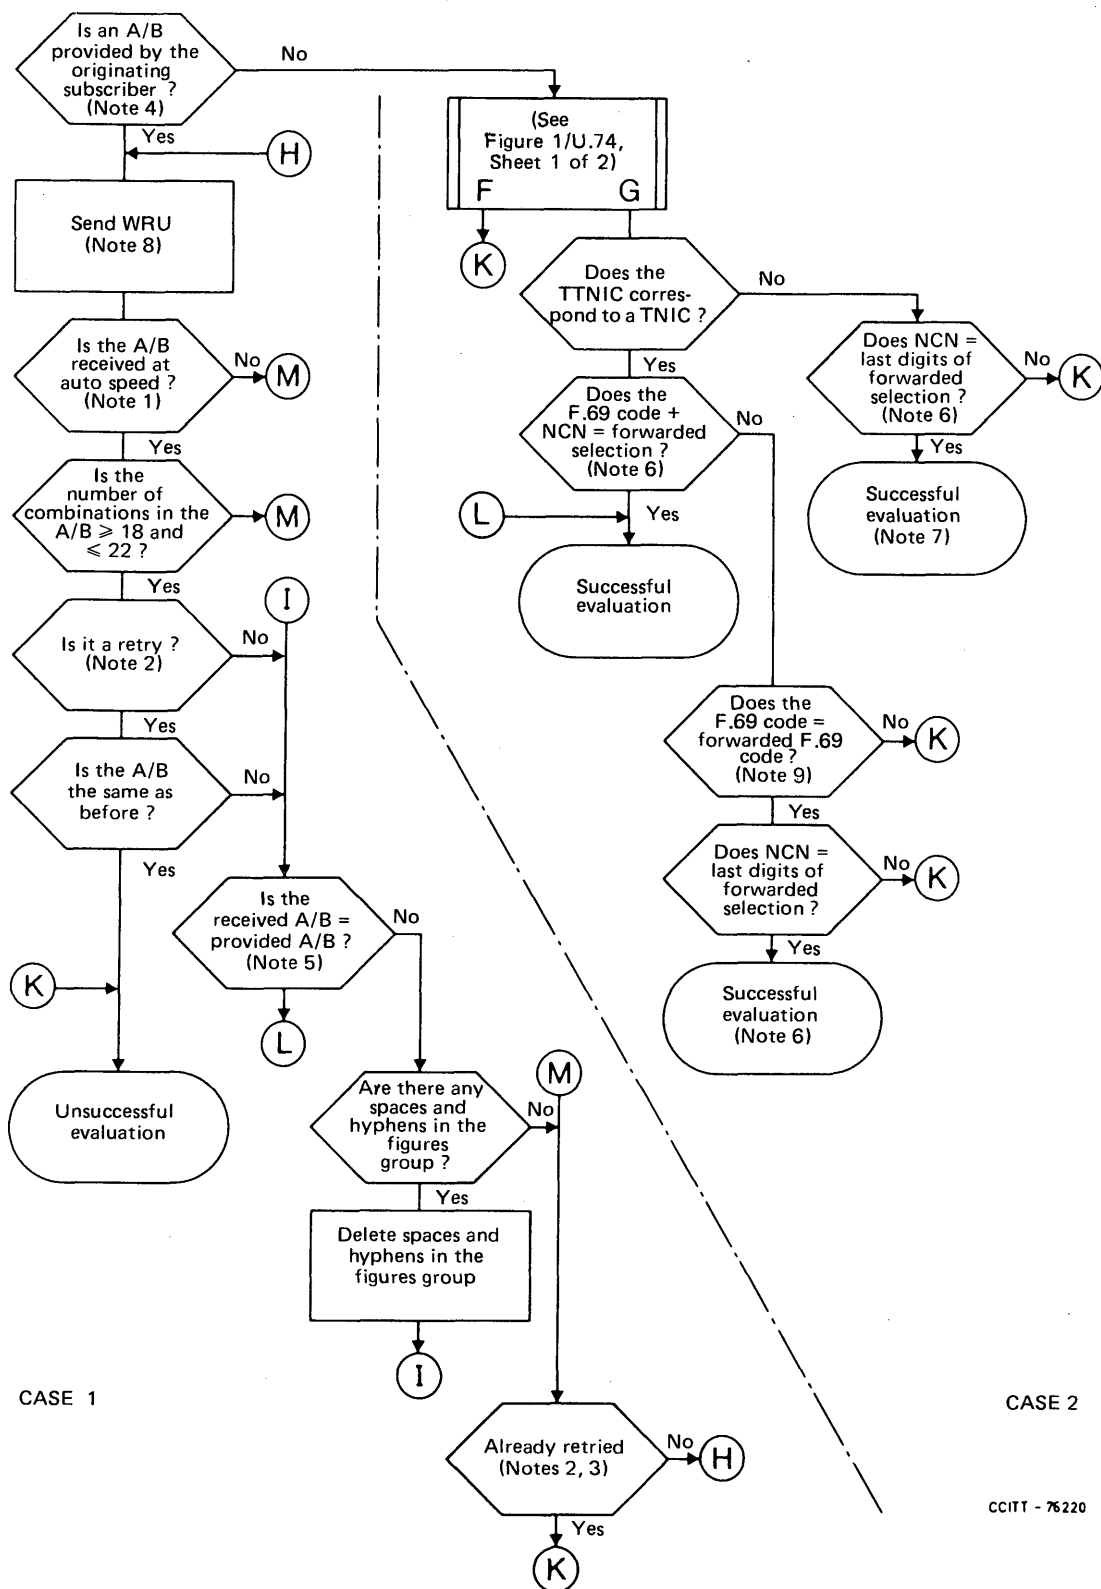 Is an A/B
provided by the
originating
subscriber ?
(Note 4)
No
Yes
H
(See
Figure 1/U.74,
Sheet 1 of 2)
F G
K
Send WRU
(Note 8)
Does the
TTNIC corres-
pond to a TNIC ?
No
Yes
Is the A/B
received at
auto speed ?
(Note 1)
No
M
Yes
Does NCN =
last digits of
forwarded
selection ?
(Note 6)
No
K
Yes
Does the
F.69 code +
NCN = forwarded
selection ?
(Note 6)
No
Yes
L
Is the
number of
combinations in the
A/B ⩾ 18 and
⩽ 22 ?
M
Yes
Successful
evaluation
(Note 7)
Successful
evaluation
I
Is it a retry ?
(Note 2)
No
Yes
Does the
F.69 code =
forwarded F.69
code ?
(Note 9)
No
K
Yes
Is the A/B
the same as
before ?
No
Yes
Does NCN =
last digits of
forwarded
selection ?
No
K
Yes
Is the
received A/B =
provided A/B ?
(Note 5)
No
L
K
Successful
evaluation
(Note 6)
Unsuccessful
evaluation
M
Are there any
spaces and
hyphens in the
figures
group ?
No
Yes
Delete spaces and
hyphens in the
figures group
I
CASE 1
CASE 2
Already retried
(Notes 2, 3)
No
H
Yes
K
CCITT - 76220